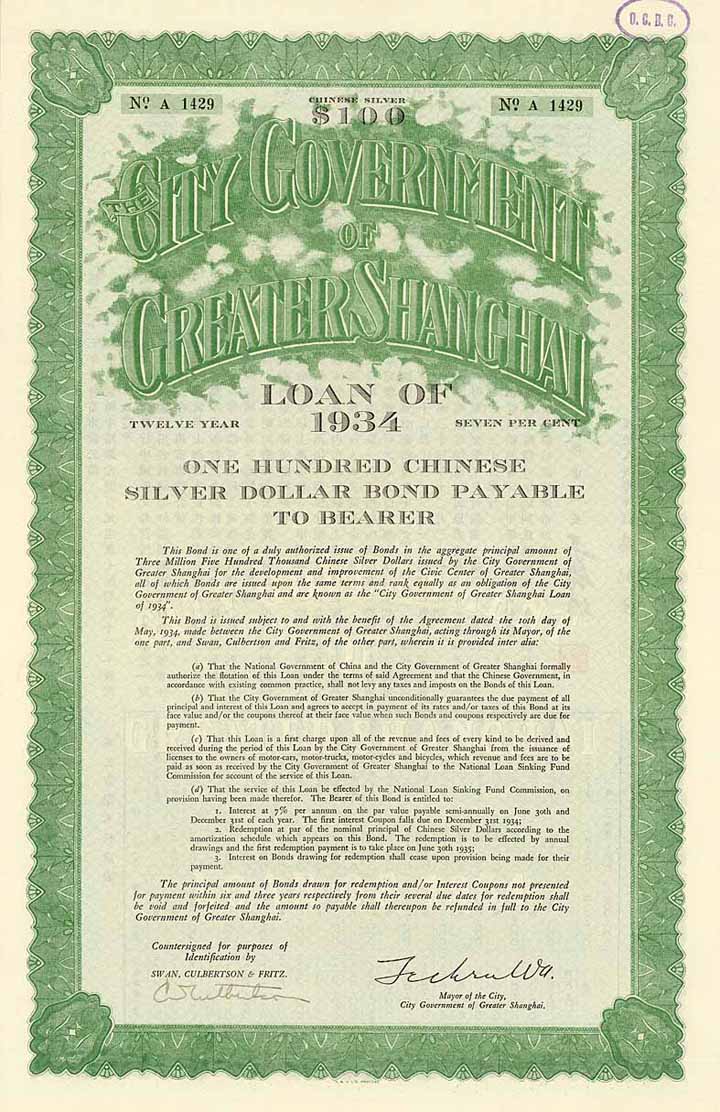 O. C. B. C.
Nº A 1429
CHINESE SILVER
$100
Nº A 1429
THE CITY GOVERNMENT
OF
GREATER SHANGHAI
LOAN OF
1934
TWELVE YEAR
SEVEN PER CENT
ONE HUNDRED CHINESE
SILVER DOLLAR BOND PAYABLE
TO BEARER
This Bond is one of a duly authorized issue of Bonds in the aggregate principal amount of
Three Million Five Hundred Thousand Chinese Silver Dollars issued by the City Government of
Greater Shanghai for the development and improvement of the Civic Center of Greater Shanghai,
all of which Bonds are issued upon the same terms and rank equally as an obligation of the City
Government of Greater Shanghai and are known as the "City Government of Greater Shanghai Loan
of 1934".
This Bond is issued subject to and with the benefit of the Agreement dated the 10th day of
May, 1934, made between the City Government of Greater Shanghai, acting through its Mayor, of the
one part, and Swan, Culbertson and Fritz, of the other part, wherein it is provided inter alia:
(a) That the National Government of China and the City Government of Greater Shanghai formally
authorize the flotation of this Loan under the terms of said Agreement and that the Chinese Government, in
accordance with existing common practice, shall not levy any taxes and imposts on the Bonds of this Loan.
(b) That the City Government of Greater Shanghai unconditionally guarantees the due payment of all
principal and interest of this Loan and agrees to accept in payment of its rates and/or taxes of this Bond at its
face value and/or the coupons thereof at their face value when such Bonds and coupons respectively are due for
payment.
(c) That this Loan is a first charge upon all of the revenue and fees of every kind to be derived and
received during the period of this Loan by the City Government of Greater Shanghai from the issuance of
licenses to the owners of motor-cars, motor-trucks, motor-cycles and bicycles, which revenue and fees are to be
paid as soon as received by the City Government of Greater Shanghai to the National Loan Sinking Fund
Commission for account of the service of this Loan.
(d) That the service of this Loan be effected by the National Loan Sinking Fund Commission, on
provision having been made therefor. The Bearer of this Bond is entitled to:
1. Interest at 7% per annum on the par value payable semi-annually on June 30th and
December 31st of each year. The first interest Coupon falls due on December 31st 1934;
2. Redemption at par of the nominal principal of Chinese Silver Dollars according to the
amortization schedule which appears on this Bond. The redemption is to be effected by annual
drawings and the first redemption payment is to take place on June 30th 1935;
3. Interest on Bonds drawing for redemption shall cease upon provision being made for their
payment.
The principal amount of Bonds drawn for redemption and/or Interest Coupons not presented
for payment within six and three years respectively from their several due dates for redemption shall
be void and forfeited and the amount so payable shall thereupon be refunded in full to the City
Government of Greater Shanghai.
Countersigned for purposes of
Identification by
SWAN, CULBERTSON & FRITZ.
Mayor of the City,
City Government of Greater Shanghai.